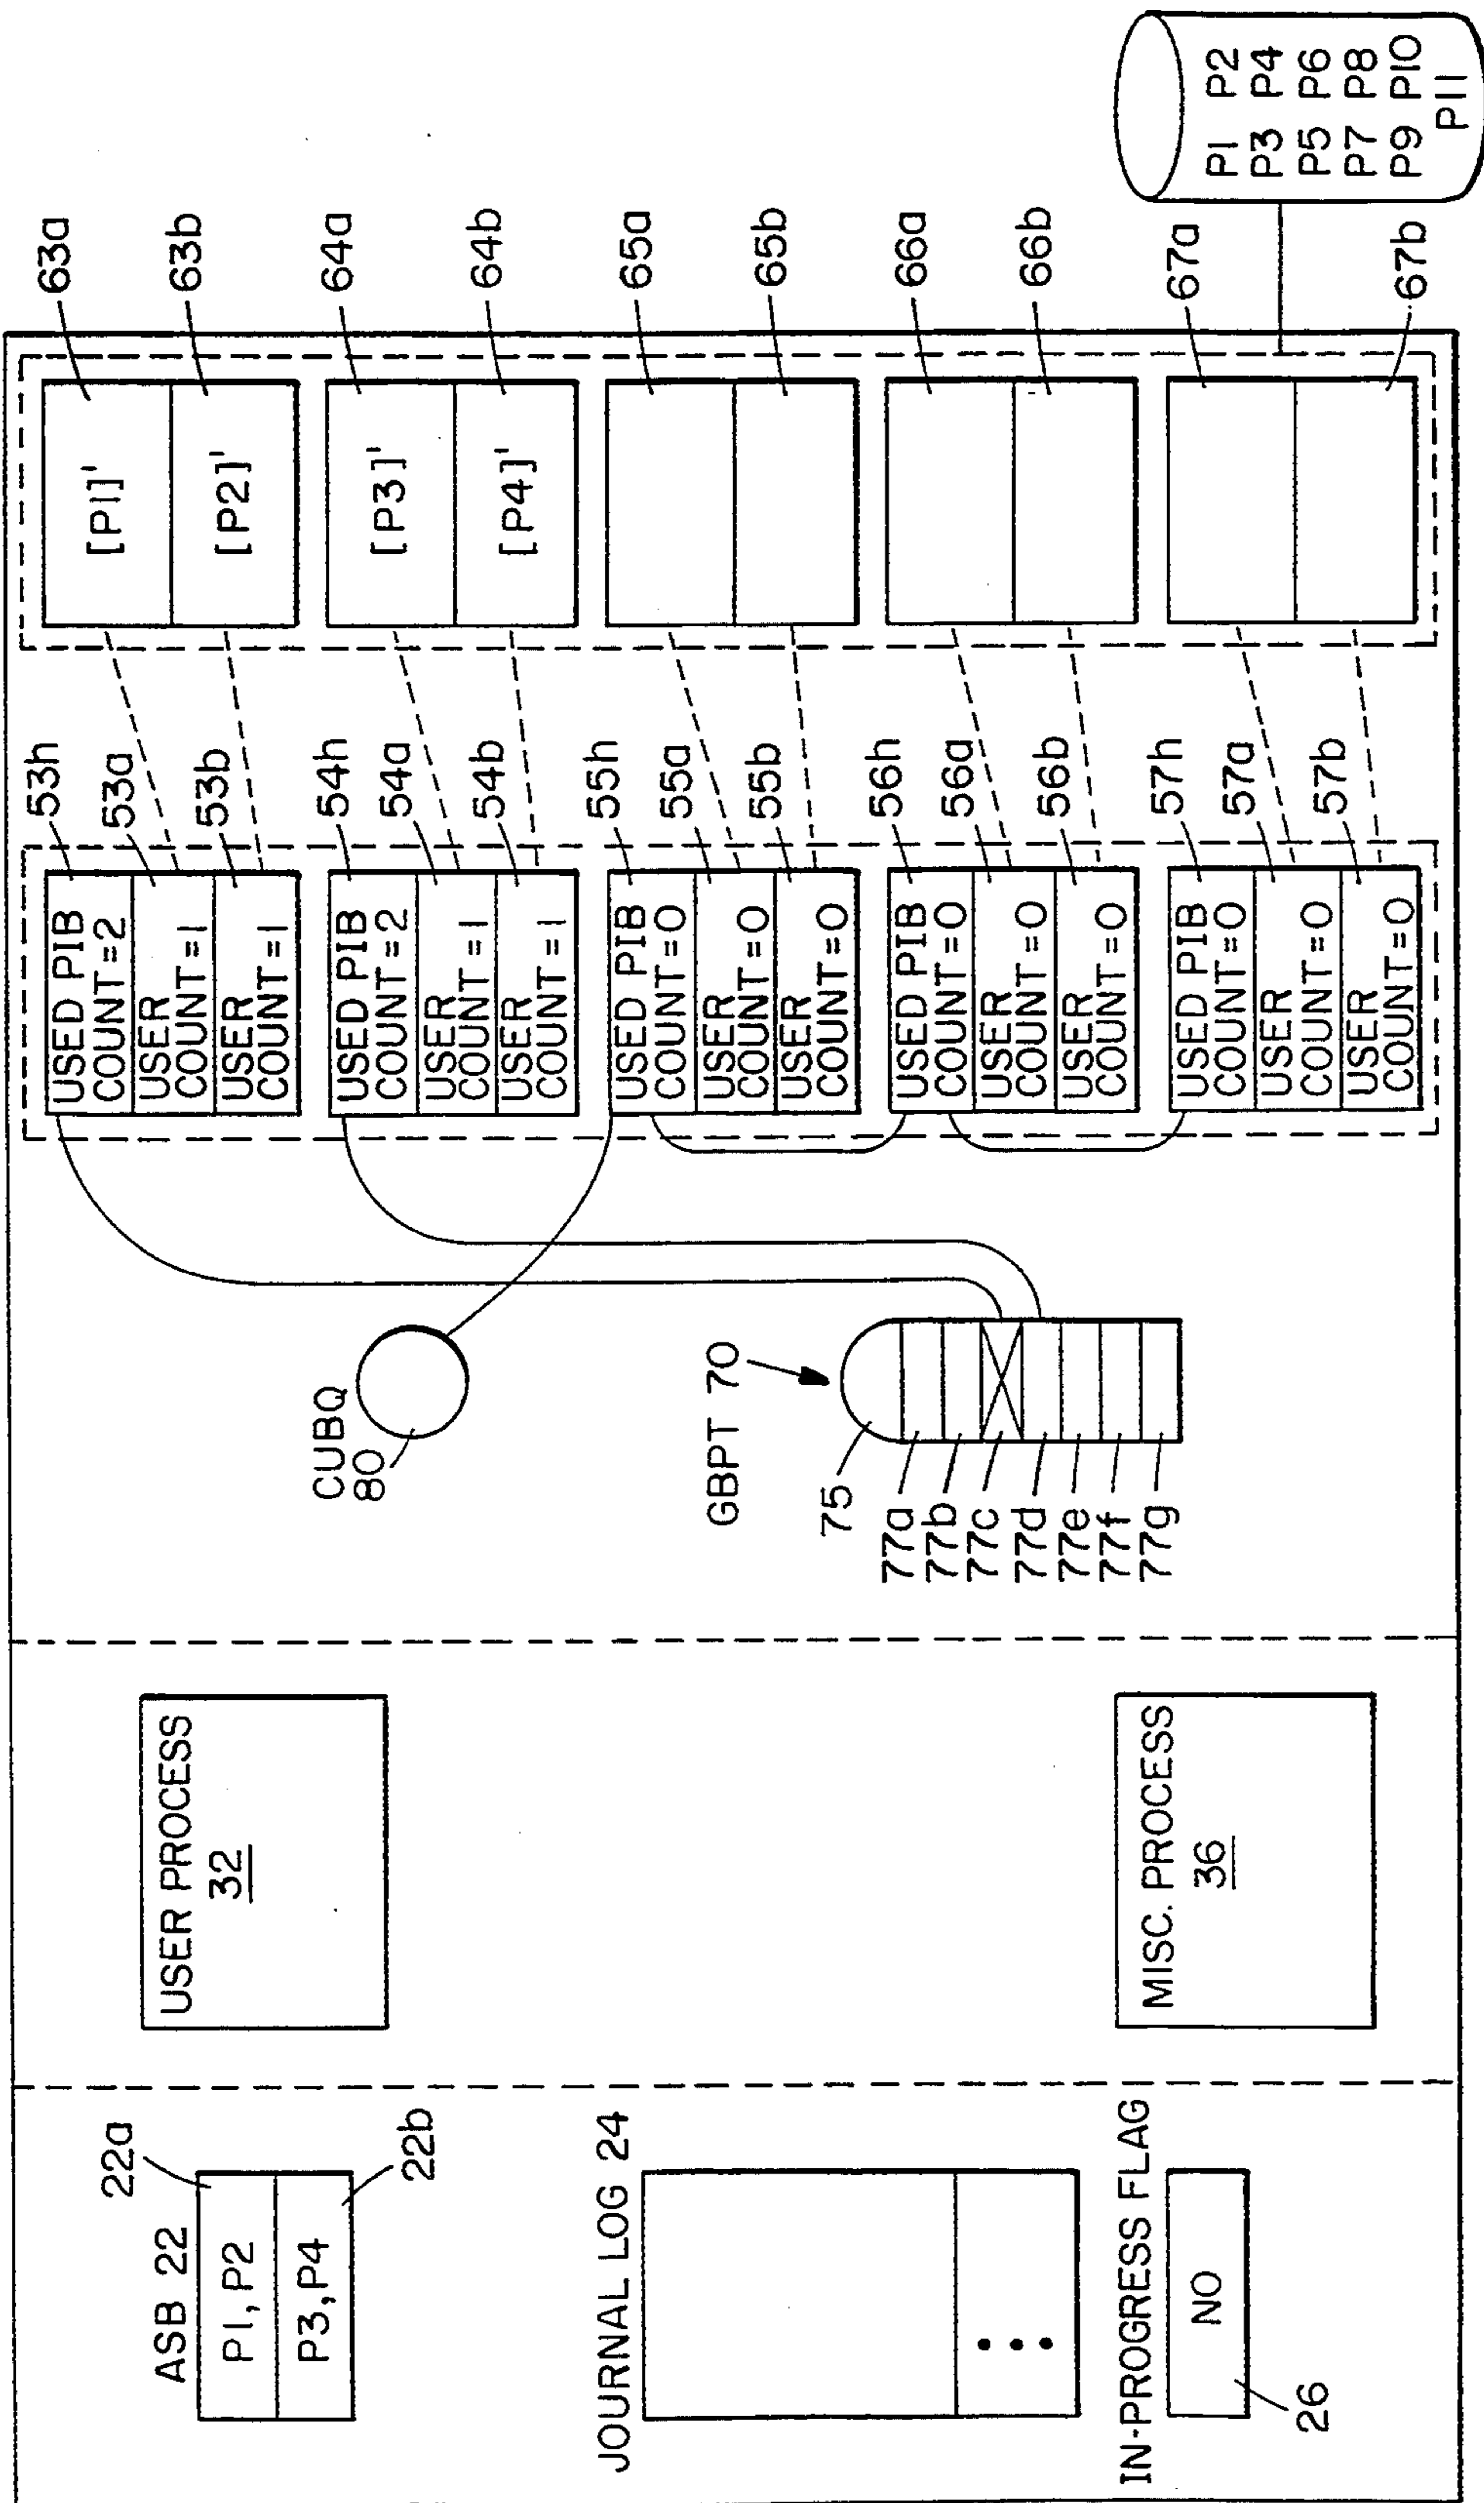 ASB 22
22a
P1, P2
P3, P4
22b
JOURNAL LOG 24
IN-PROGRESS FLAG
NO
26
USER PROCESS
32
MISC. PROCESS
36
CUBQ
80
GBPT 70
75
77a
77b
77c
77d
77e
77f
77g
USED PIB
COUNT=2
USER
COUNT=1
USER
COUNT=1
53h
53a
53b
USED PIB
COUNT=2
USER
COUNT=1
USER
COUNT=1
54h
54a
54b
USED PIB
COUNT=0
USER
COUNT=0
USER
COUNT=0
55h
55a
55b
USED PIB
COUNT=0
USER
COUNT=0
USER
COUNT=0
56h
56a
56b
USED PIB
COUNT=0
USER
COUNT=0
USER
COUNT=0
57h
57a
57b
[P1]'
[P2]'
63a
63b
[P3]'
[P4]'
64a
64b
65a
65b
66a
66b
67a
67b
P1 P2
P3 P4
P5 P6
P7 P8
P9 P10
P11